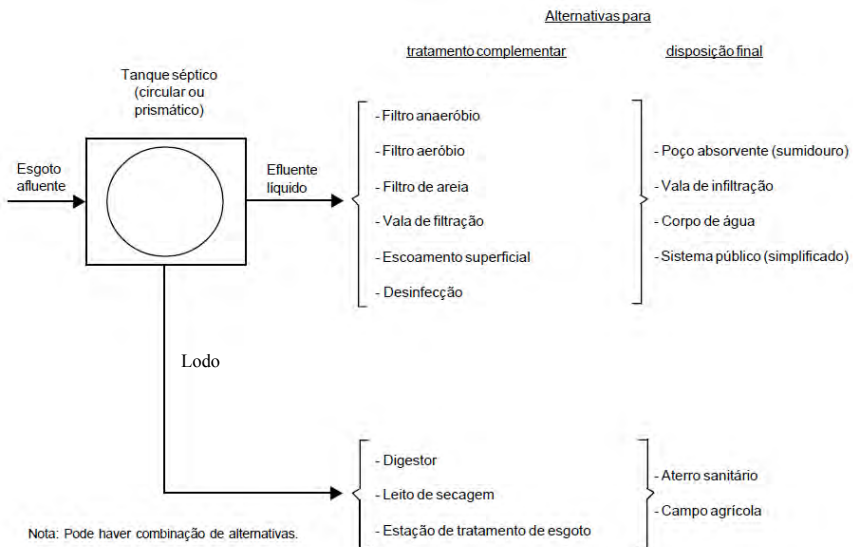 Alternativas para
tratamento complementar
disposição final
Tanque séptico
(circular ou
prismático)
Esgoto
afluente
Efluente
líquido
- Filtro anaeróbio
- Filtro aeróbio
- Filtro de areia
- Vala de filtração
- Escoamento superficial
- Desinfecção
- Poço absorvente (sumidouro)
- Vala de infiltração
- Corpo de água
- Sistema público (simplificado)
Lodo
- Digestor
- Leito de secagem
- Estação de tratamento de esgoto
- Aterro sanitário
- Campo agrícola
Nota: Pode haver combinação de alternativas.